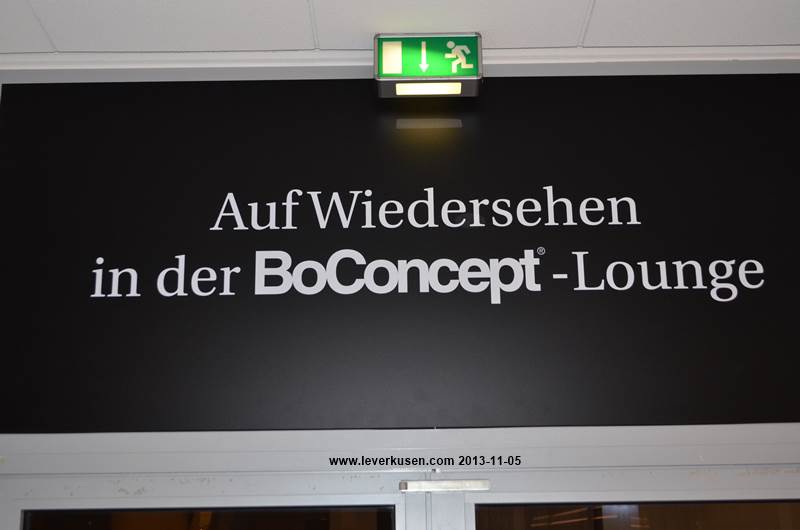 Auf Wiedersehen
in der BoConcept® -Lounge
www.leverkusen.com 2013-11-05